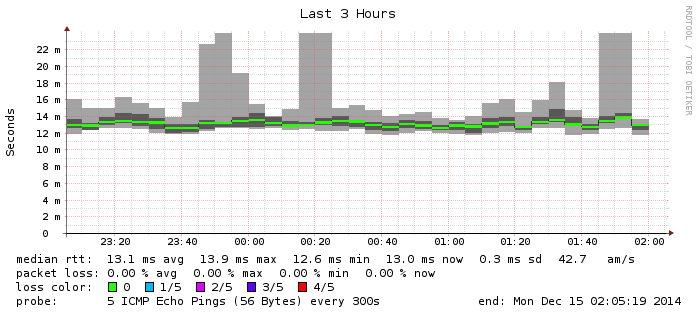 Last 3 Hours
RRDTOOL / TOBI OETIKER
Seconds
22 m
20 m
18 m
16 m
14 m
12 m
10 m
8 m
6 m
4 m
2 m
0
23:20 23:40 00:00 00:20 00:40 01:00 01:20 01:40 02:00
median rtt: 13.1 ms avg 13.9 ms max 12.6 ms min 13.0 ms now 0.3 ms sd 42.7 am/s
packet loss: 0.00 % avg 0.00 % max 0.00 % min 0.00 % now
loss color: 0 1/5 2/5 3/5 4/5
probe: 5 ICMP Echo Pings (56 Bytes) every 300s end: Mon Dec 15 02:05:19 2014